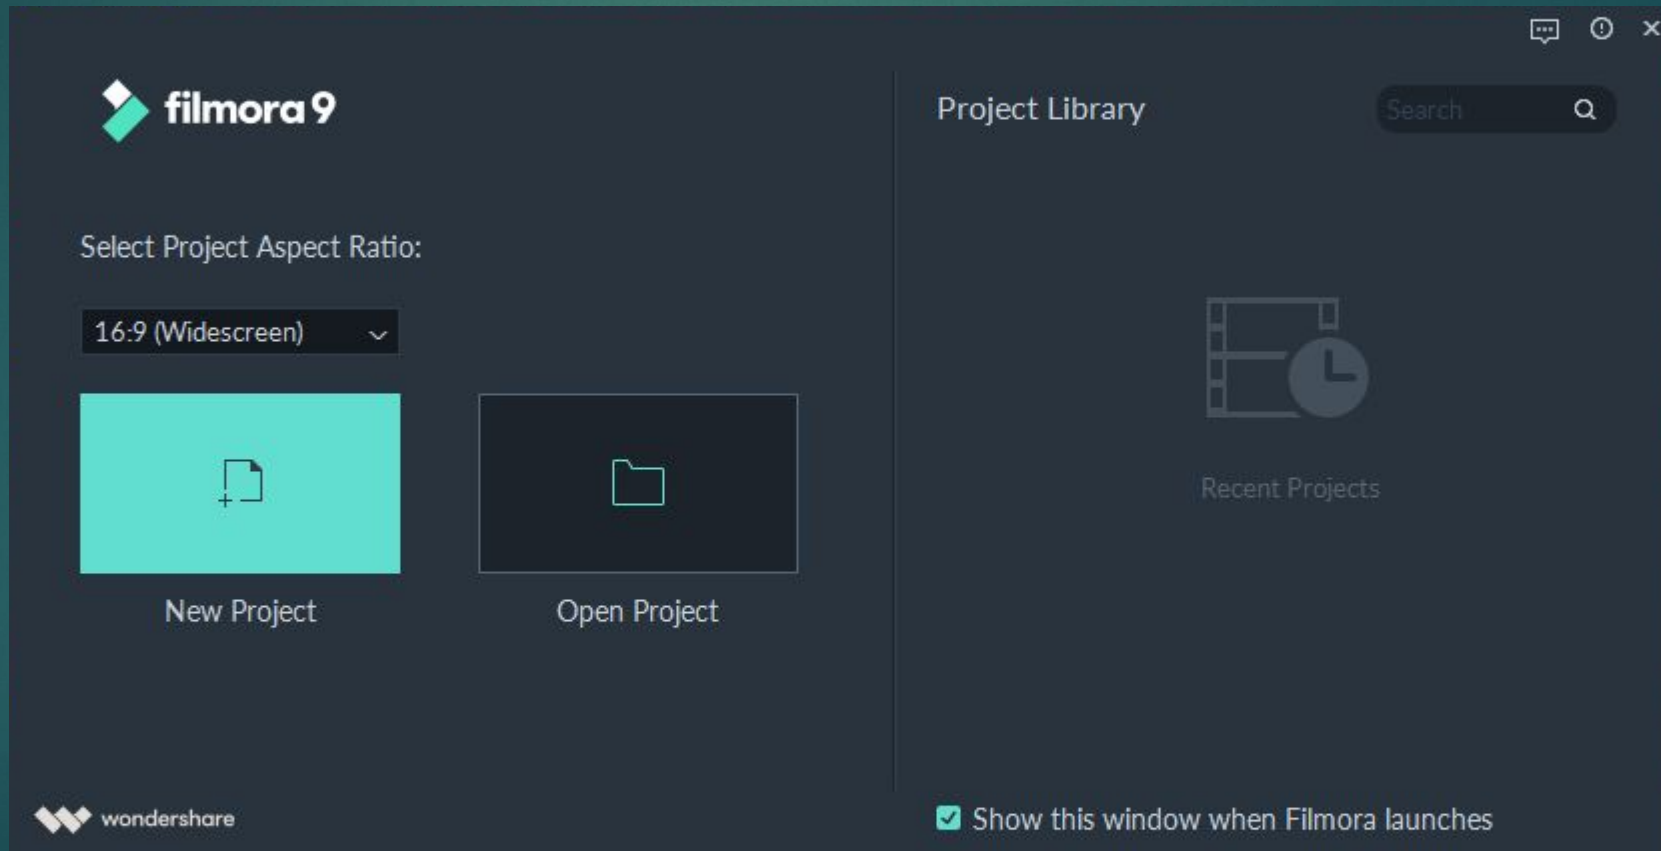 filmora9
Select Project Aspect Ratio:
16:9 (Widescreen)
New Project
Open Project
wondershare
Project Library
Search
Recent Projects
Show this window when Filmora launches